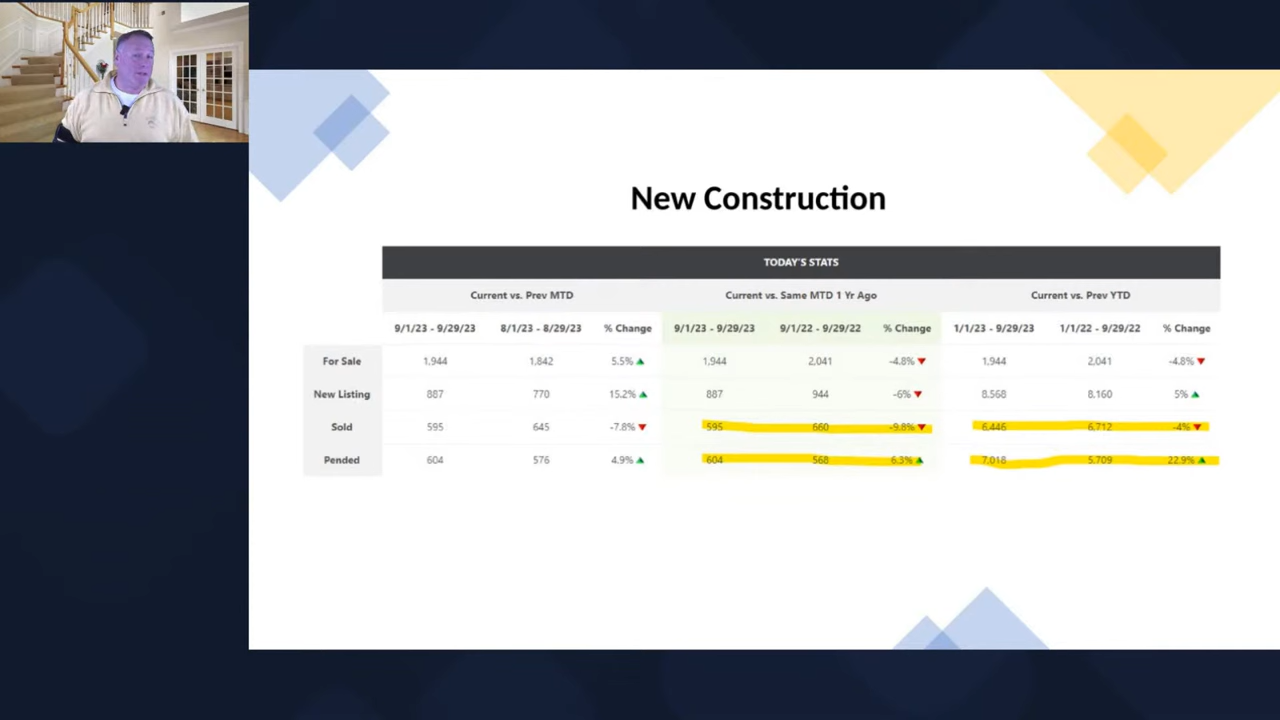 New Construction
TODAY'S STATS
Current vs. Prev MTD Current vs. Same MTD 1 Yr Ago Current vs. Prev YTD
9/1/23 - 9/29/23 8/1/23 - 8/29/23 % Change 9/1/23 - 9/29/23 9/1/22 - 9/29/22 % Change 1/1/23 - 9/29/23 1/1/22 - 9/29/22 % Change
For Sale 1,944 1,842 5.5% 1,944 2,041 -4.8% 1,944 2,041 -4.8%
New Listing 887 770 15.2% 887 944 -6% 8,568 8,160 5%
Sold 595 645 -7.8% 595 660 -9.8% 6,446 6,712 -4%
Pended 604 576 4.9% 604 568 6.3% 7,018 5,709 22.9%